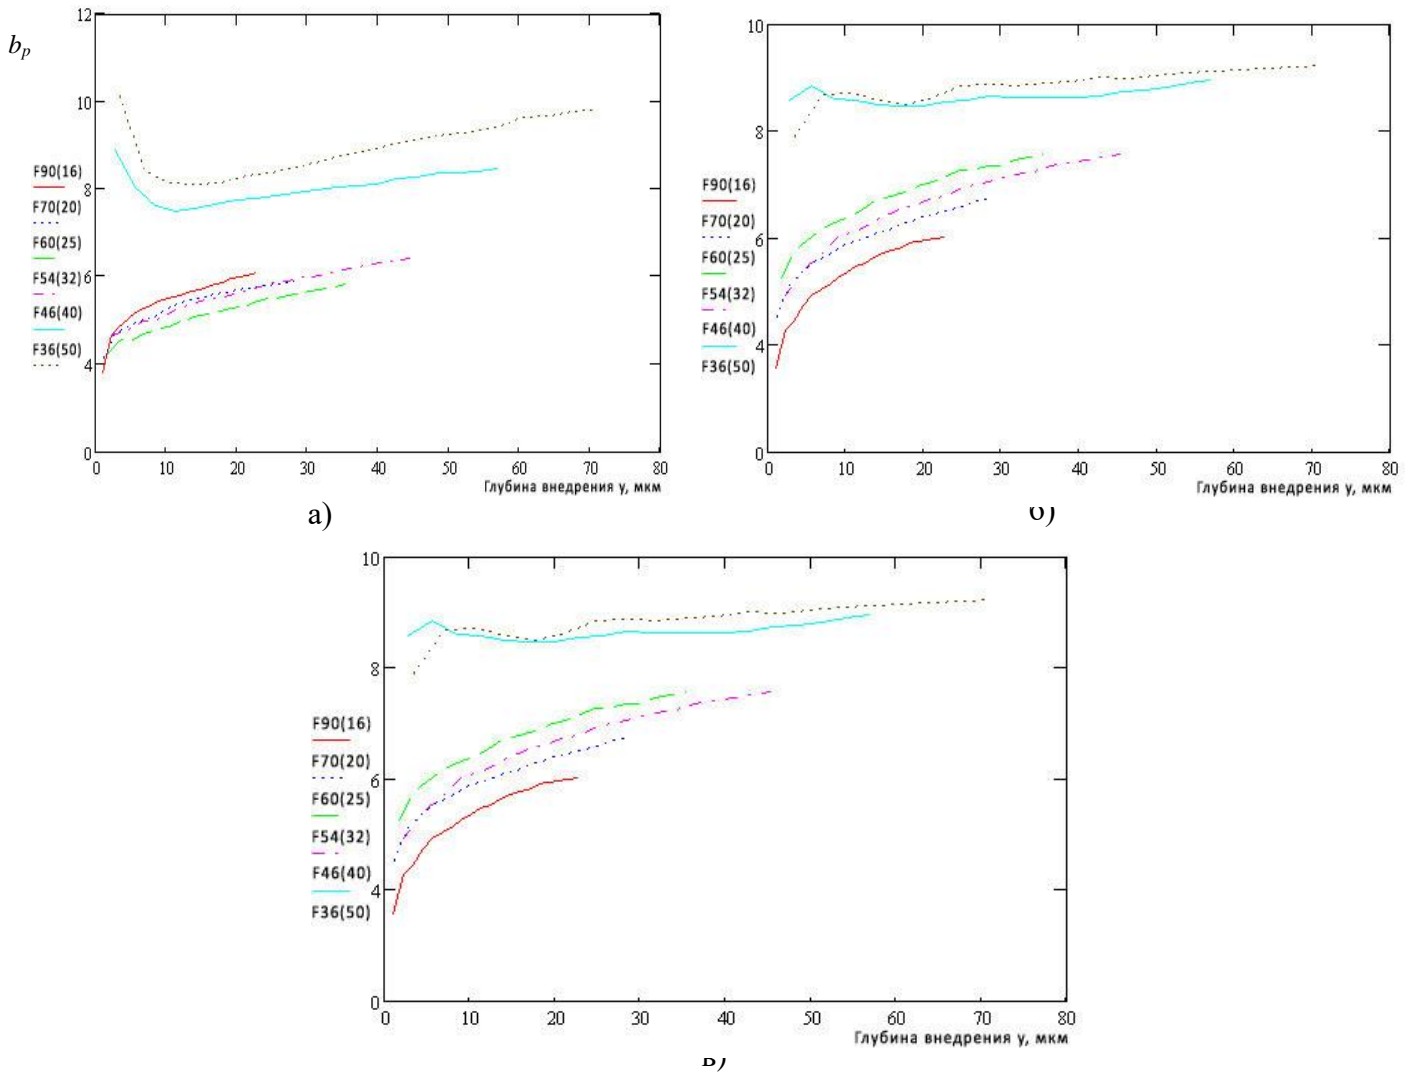 12
b_p
10
F90(16)
8
F70(20)
F60(25)
F54(32)
6
F46(40)
F36(50)
4
0
0 10 20 30 40 50 60 70 80
Глубина внедрения y, мкм
а)
10
8
F90(16)
F70(20)
6
F60(25)
F54(32)
F46(40)
4
F36(50)
0
0 10 20 30 40 50 60 70 80
Глубина внедрения y, мкм
б)
10
8
F90(16)
F70(20)
6
F60(25)
F54(32)
F46(40)
4
F36(50)
0
0 10 20 30 40 50 60 70 80
Глубина внедрения y, мкм
в)